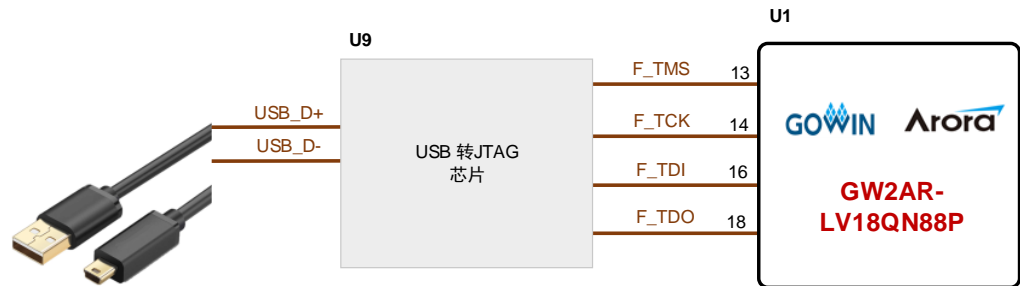 U1
U9
F_TMS 13
USB_D+
F_TCK 14
GOWIN Arora
USB_D-
USB 转JTAG
芯片
F_TDI 16
GW2AR-
LV18QN88P
F_TDO 18